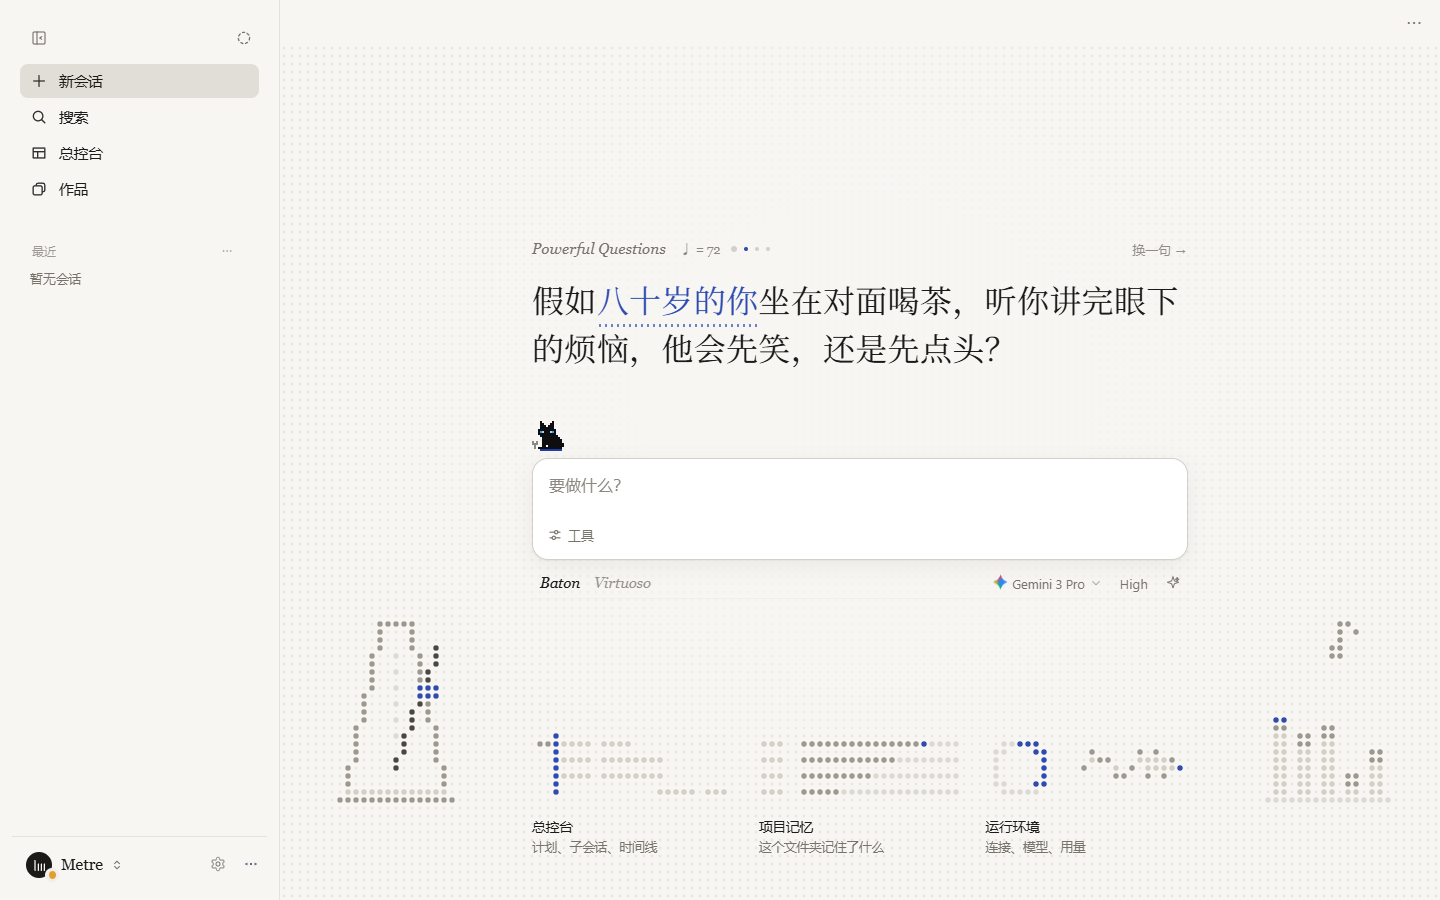 新会话
搜索
总控台
作品
最近
暂无会话
Metre
Powerful Questions ♩ = 72
换一句 →
假如八十岁的你坐在对面喝茶，听你讲完眼下
的烦恼，他会先笑，还是先点头？
要做什么？
工具
Baton Virtuoso
Gemini 3 Pro High
总控台
计划、子会话、时间线
项目记忆
这个文件夹记住了什么
运行环境
连接、模型、用量